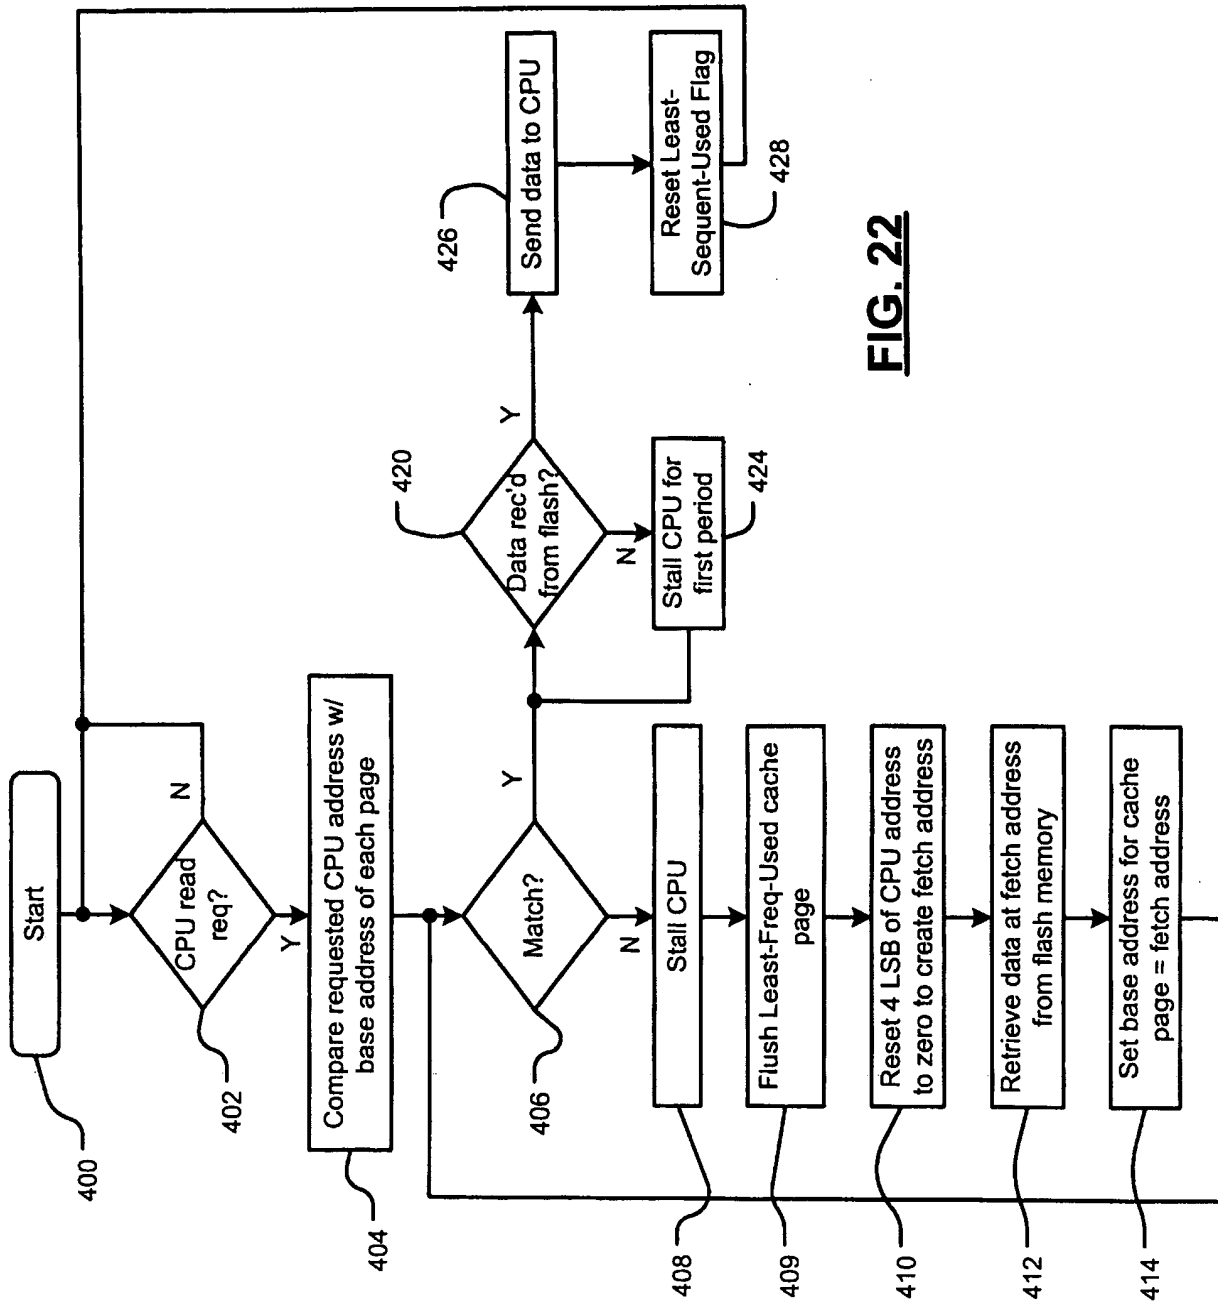 400
Start
402
CPU read
req?
N
Y
404
Compare requested CPU address w/
base address of each page
406
Match?
Y
N
408
Stall CPU
409
Flush Least-Freq-Used cache
page
410
Reset 4 LSB of CPU address
to zero to create fetch address
412
Retrieve data at fetch address
from flash memory
414
Set base address for cache
page = fetch address
420
Data rec'd
from flash?
Y
N
424
Stall CPU for
first period
426
Send data to CPU
428
Reset Least-
Sequent-Used Flag
FIG. 22